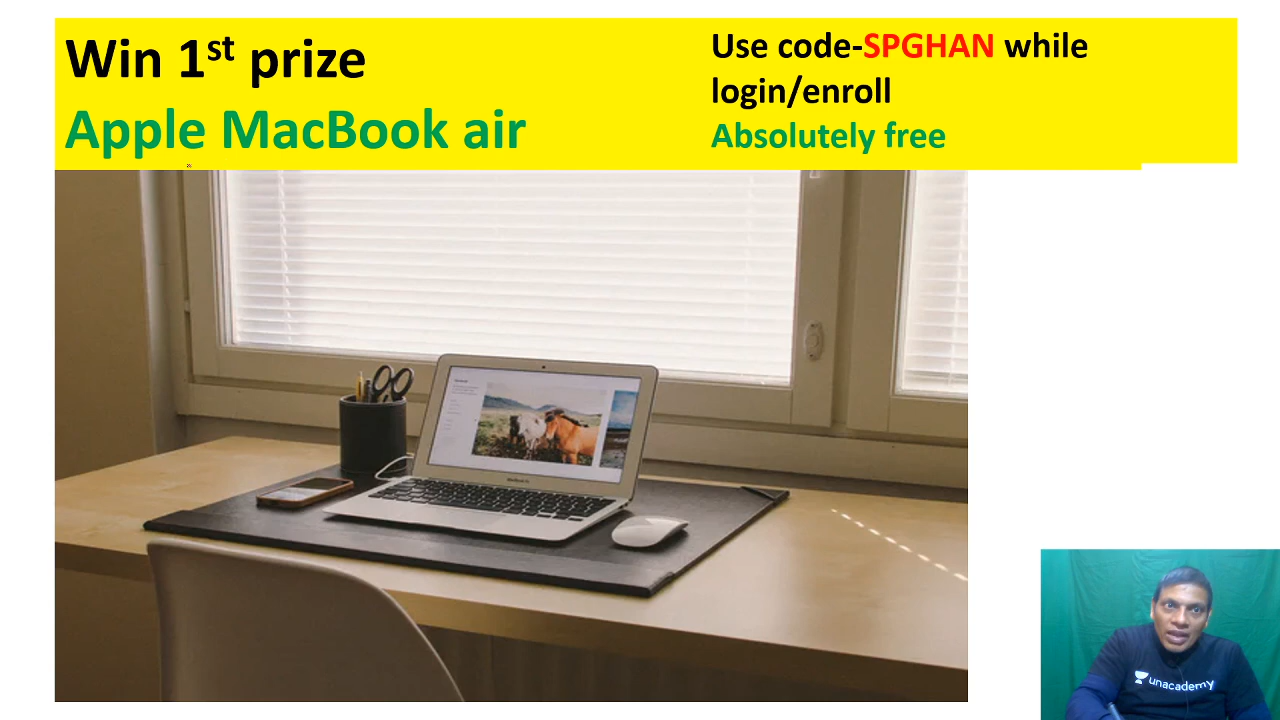 Win 1st prize
Apple MacBook air
Use code-SPGHAN while
login/enroll
Absolutely free
unacademy